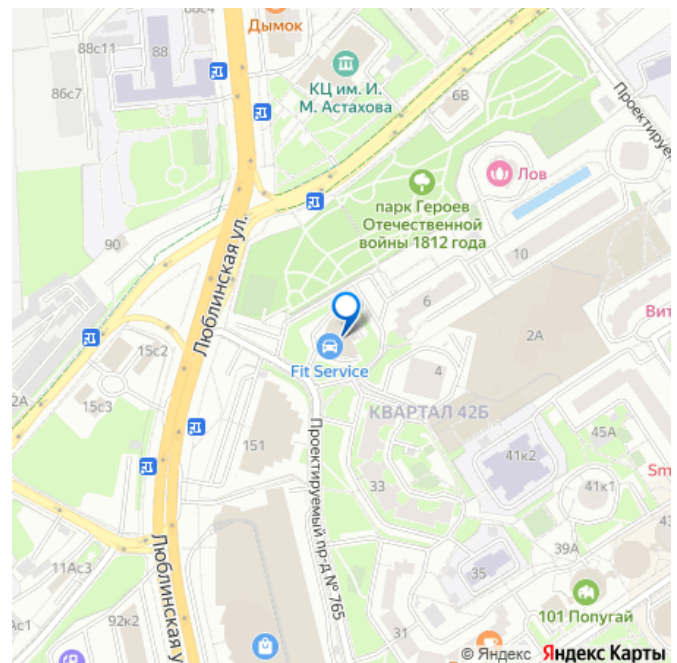 Дымок
88с11
88
86с7
КЦ им. И.
М. Астахова
6В
Проектируемы
Лов
парк Героев
Отечественной
войны 1812 года
90
10
Люблинская ул.
6
Вит
2А
15с2
Fit Service
4
2А
15с3
КВАРТАЛ 42Б
45А
151
41к2
Sm
Проектируемый пр-д № 765
33
41к1
43
39А
Люблинская у
11Ас3
35
101 Попугай
Ас1
92к2
31
© Яндекс Яндекс Карты